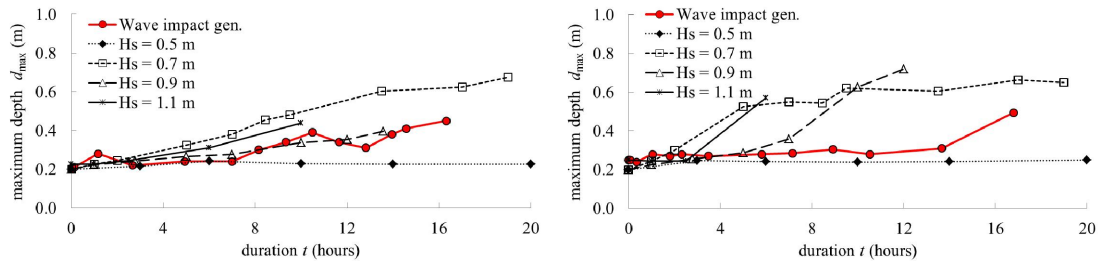 1.0
0.8
0.6
0.4
0.2
0.0
maximum depth dmax (m)
Wave impact gen.
Hs = 0.5 m
Hs = 0.7 m
Hs = 0.9 m
Hs = 1.1 m
0 4 8 12 16 20
duration t (hours)
1.0
0.8
0.6
0.4
0.2
0.0
maximum depth dmax (m)
Wave impact gen.
Hs = 0.5 m
Hs = 0.7 m
Hs = 0.9 m
Hs = 1.1 m
0 4 8 12 16 20
duration t (hours)